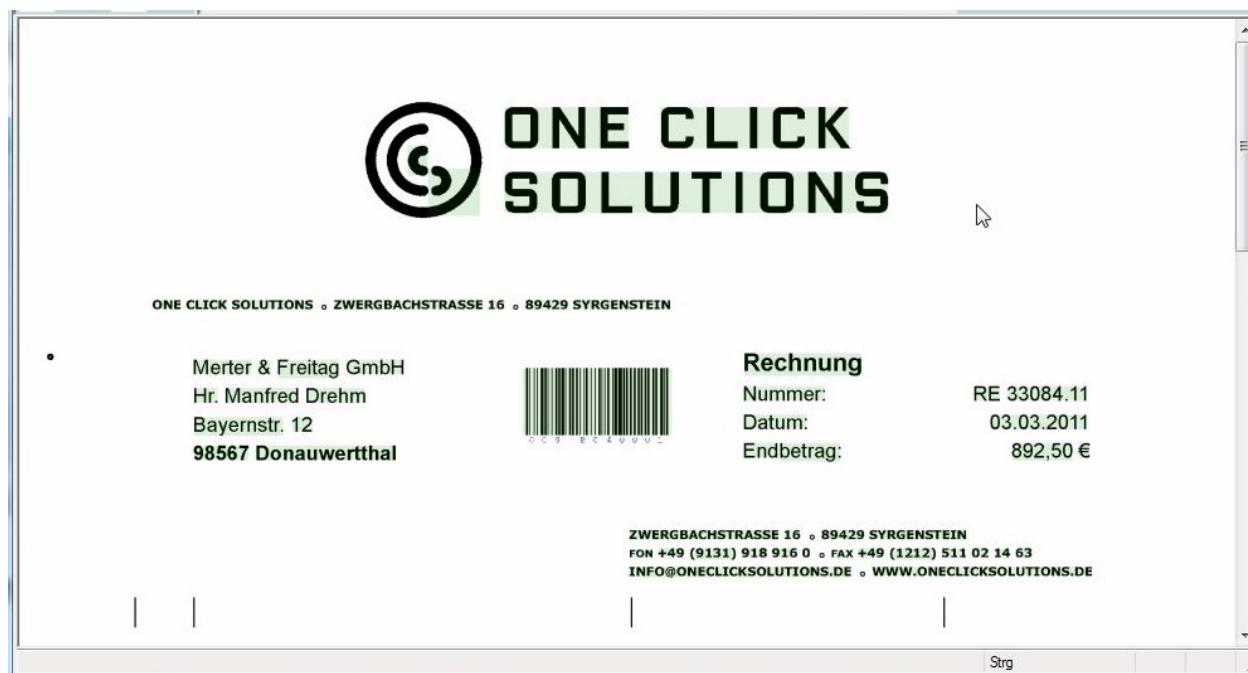 ONE CLICK
SOLUTIONS
ONE CLICK SOLUTIONS o ZWERGBACHSTRASSE 16 o 89429 SYRGENSTEIN
Merter & Freitag GmbH
Hr. Manfred Drehm
Bayernstr. 12
98567 Donauwertthal
Rechnung
Nummer: RE 33084.11
Datum: 03.03.2011
Endbetrag: 892,50 €
ZWERGBACHSTRASSE 16 o 89429 SYRGENSTEIN
FON +49 (9131) 918 916 0 o FAX +49 (1212) 511 02 14 63
INFO@ONECLICKSOLUTIONS.DE o WWW.ONECLICKSOLUTIONS.DE
Strg